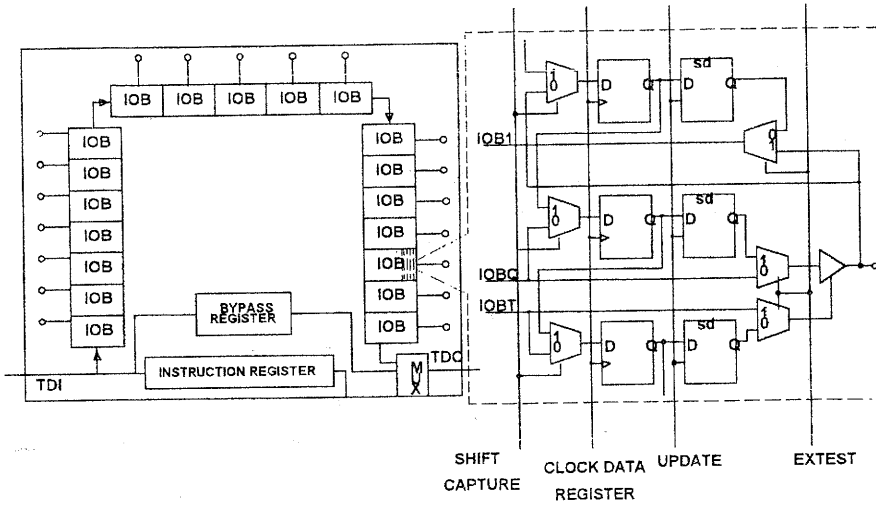 IOB IOB IOB IOB IOB
IOB
IOB
IOB
IOB
IOB
IOB
IOB
IOB
IOB
IOB
IOB
IOB
IOB
IOB
BYPASS
REGISTER
INSTRUCTION REGISTER
TDI
TDO
MUX
1
0
D
Q
sd
D
Q
IOB1
0
1
1
0
D
Q
sd
D
Q
1
0
IOBQ
IOBT
1
0
D
Q
sd
D
Q
1
0
SHIFT
CAPTURE
CLOCK DATA
REGISTER
UPDATE
EXTEST